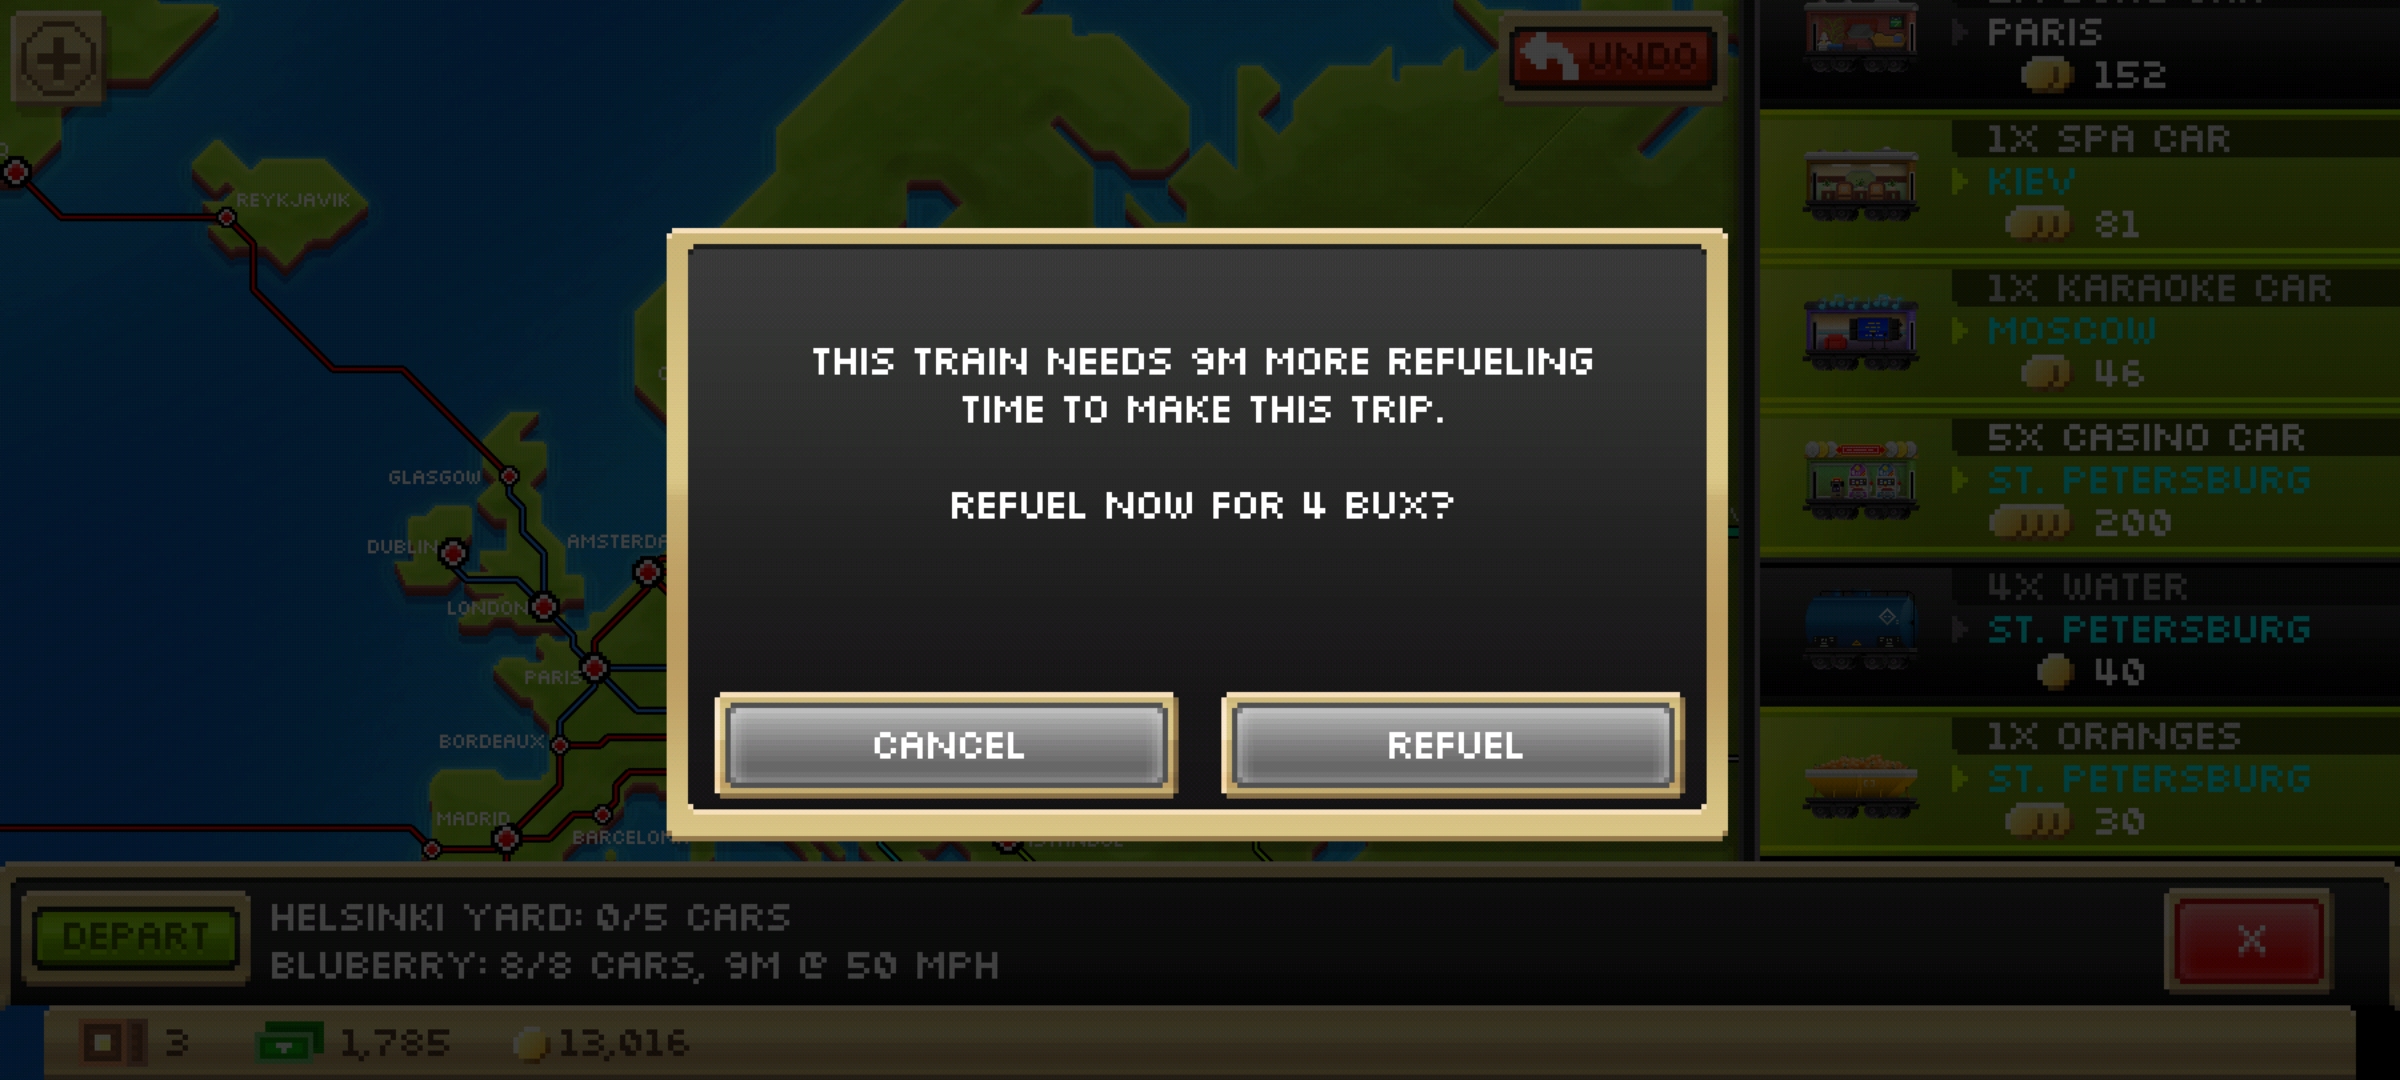 UNDO
PARIS
152
1X SPA CAR
KIEV
81
1X KARAOKE CAR
MOSCOW
46
5X CASINO CAR
ST. PETERSBURG
200
4X WATER
ST. PETERSBURG
40
1X ORANGES
ST. PETERSBURG
30
REYKJAVIK
GLASGOW
DUBLIN
LONDON
PARIS
BORDEAUX
MADRID
THIS TRAIN NEEDS 9M MORE REFUELING
TIME TO MAKE THIS TRIP.
REFUEL NOW FOR 4 BUX?
CANCEL
REFUEL
DEPART
HELSINKI YARD: 0/5 CARS
BLUBERRY: 8/8 CARS, 9M @ 50 MPH
X
3
1,785
13,016